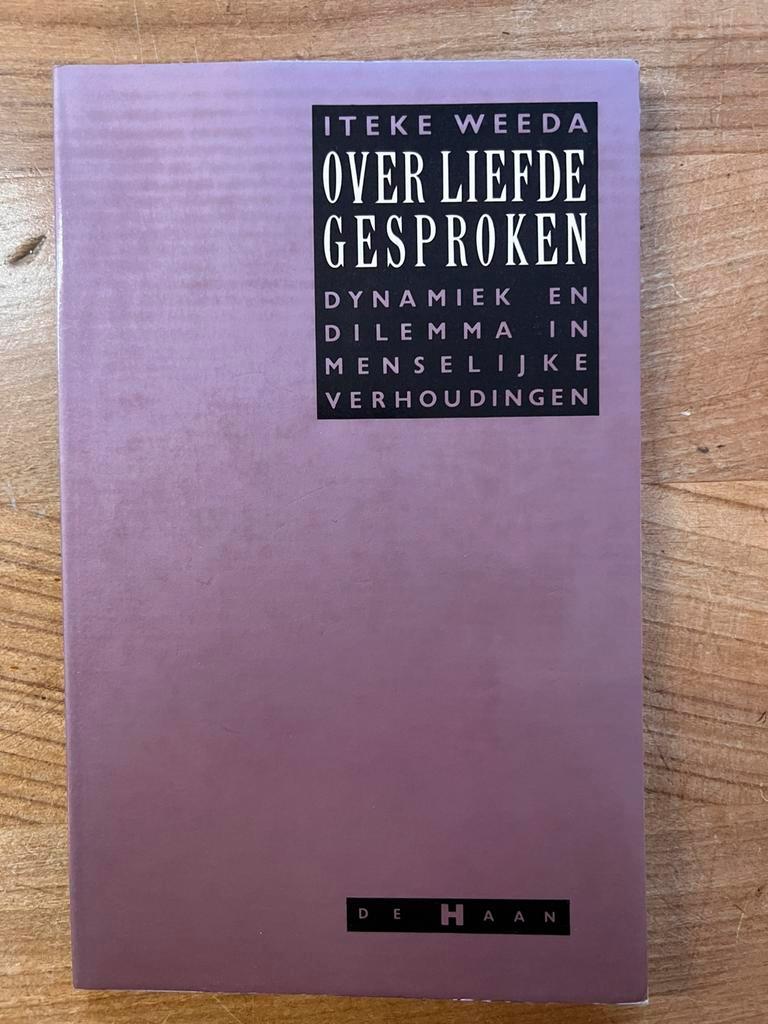 ITEKE WEEDA
OVER LIEFDE
GESPROKEN
DYNAMIEK EN
DILEMMA IN
MENSELIJKE
VERHOUDINGEN
DE HAAN